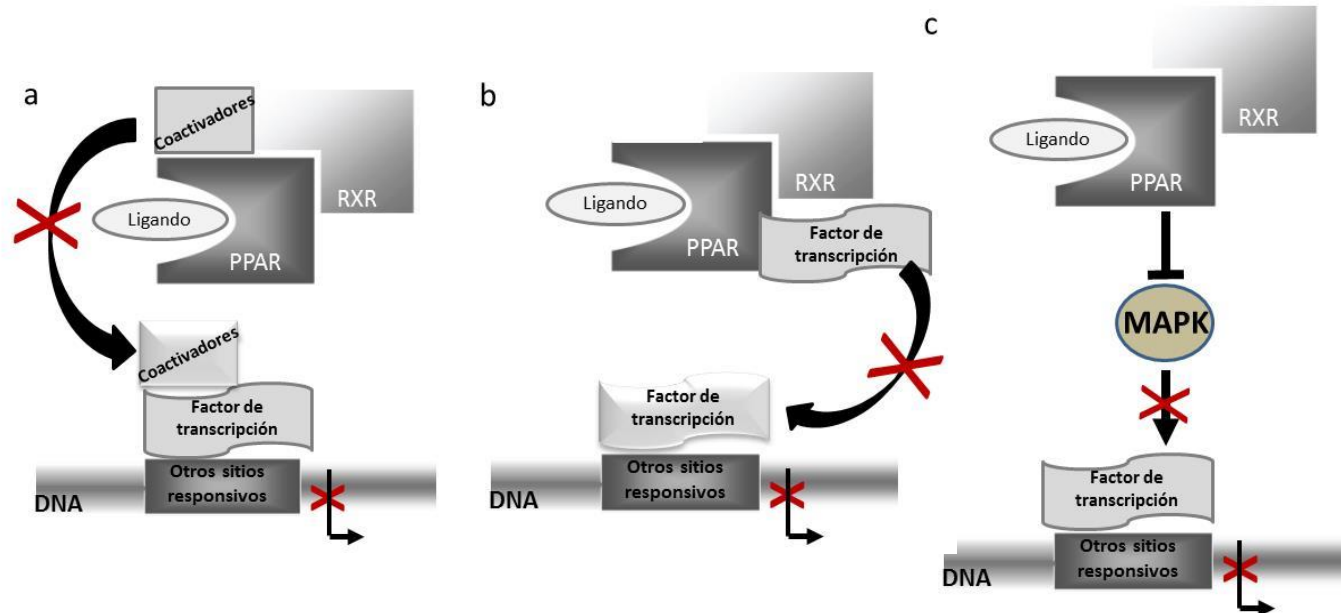 a
Coactivadores
RXR
Ligando
PPAR
Coactivadores
Factor de
transcripción
Otros sitios
responsivos
DNA
b
RXR
Ligando
PPAR
Factor de
transcripción
Factor de
transcripción
Otros sitios
responsivos
DNA
c
RXR
Ligando
PPAR
MAPK
Factor de
transcripción
Otros sitios
responsivos
DNA